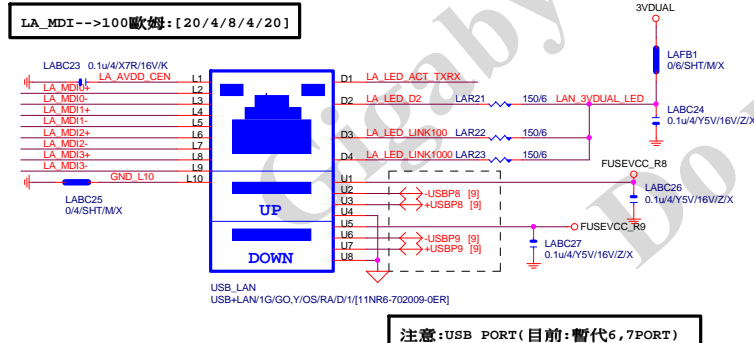 LA_MDI-->100歐姆:[20/4/8/4/20]
3VDUAL
LAFB1
0/6/SHT/M/X
LABC23 0.1u/4/X7R/16V/K
LA_AVDD_CEN L1
LA_MDI0+ L2
LA_MDI0- L3
LA_MDI1+ L4
LA_MDI1- L5
LA_MDI2+ L6
LA_MDI2- L7
LA_MDI3+ L8
LA_MDI3- L9
GND_L10 L10
LABC25
0/4/SHT/M/X
D1 LA_LED_ACT_TXRX
D2 LA_LED_D2 LAR21 150/6 LAN_3VDUAL_LED
D3 LA_LED_LINK100 LAR22 150/6
D4 LA_LED_LINK1000 LAR23 150/6
LABC24
0.1u/4/Y5V/16V/Z/X
FUSEVCC_R8
U1
U2 -USBP8 [9]
U3 +USBP8 [9]
U4
U5
U6 -USBP9 [9]
U7 +USBP9 [9]
U8
LABC26
0.1u/4/Y5V/16V/Z/X
FUSEVCC_R9
LABC27
0.1u/4/Y5V/16V/Z/X
UP
DOWN
USB_LAN
USB+LAN/1G/GO,Y/OS/RA/D/1/[11NR6-702009-0ER]
注意:USB PORT(目前:暫代6,7PORT)
Gigaby
Do